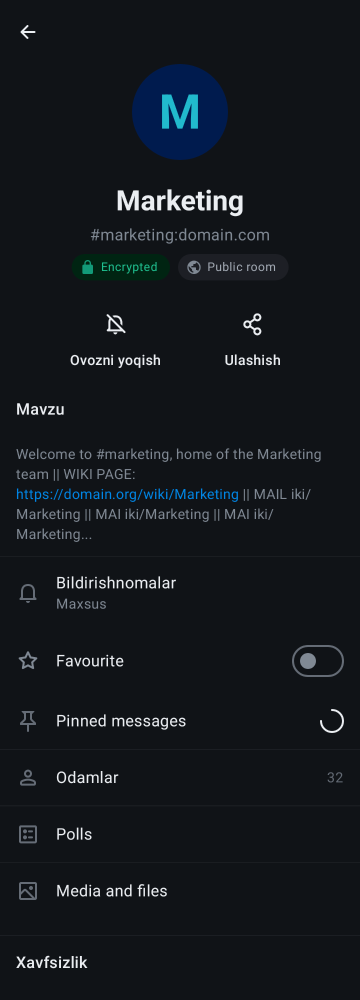 M
Marketing
#marketing:domain.com
Encrypted Public room
Ovozni yoqish Ulashish
Mavzu
Welcome to #marketing, home of the Marketing
team || WIKI PAGE:
https://domain.org/wiki/Marketing || MAIL iki/
Marketing || MAI iki/Marketing || MAI iki/
Marketing...
Bildirishnomalar
Maxsus
Favourite
Pinned messages
Odamlar 32
Polls
Media and files
Xavfsizlik